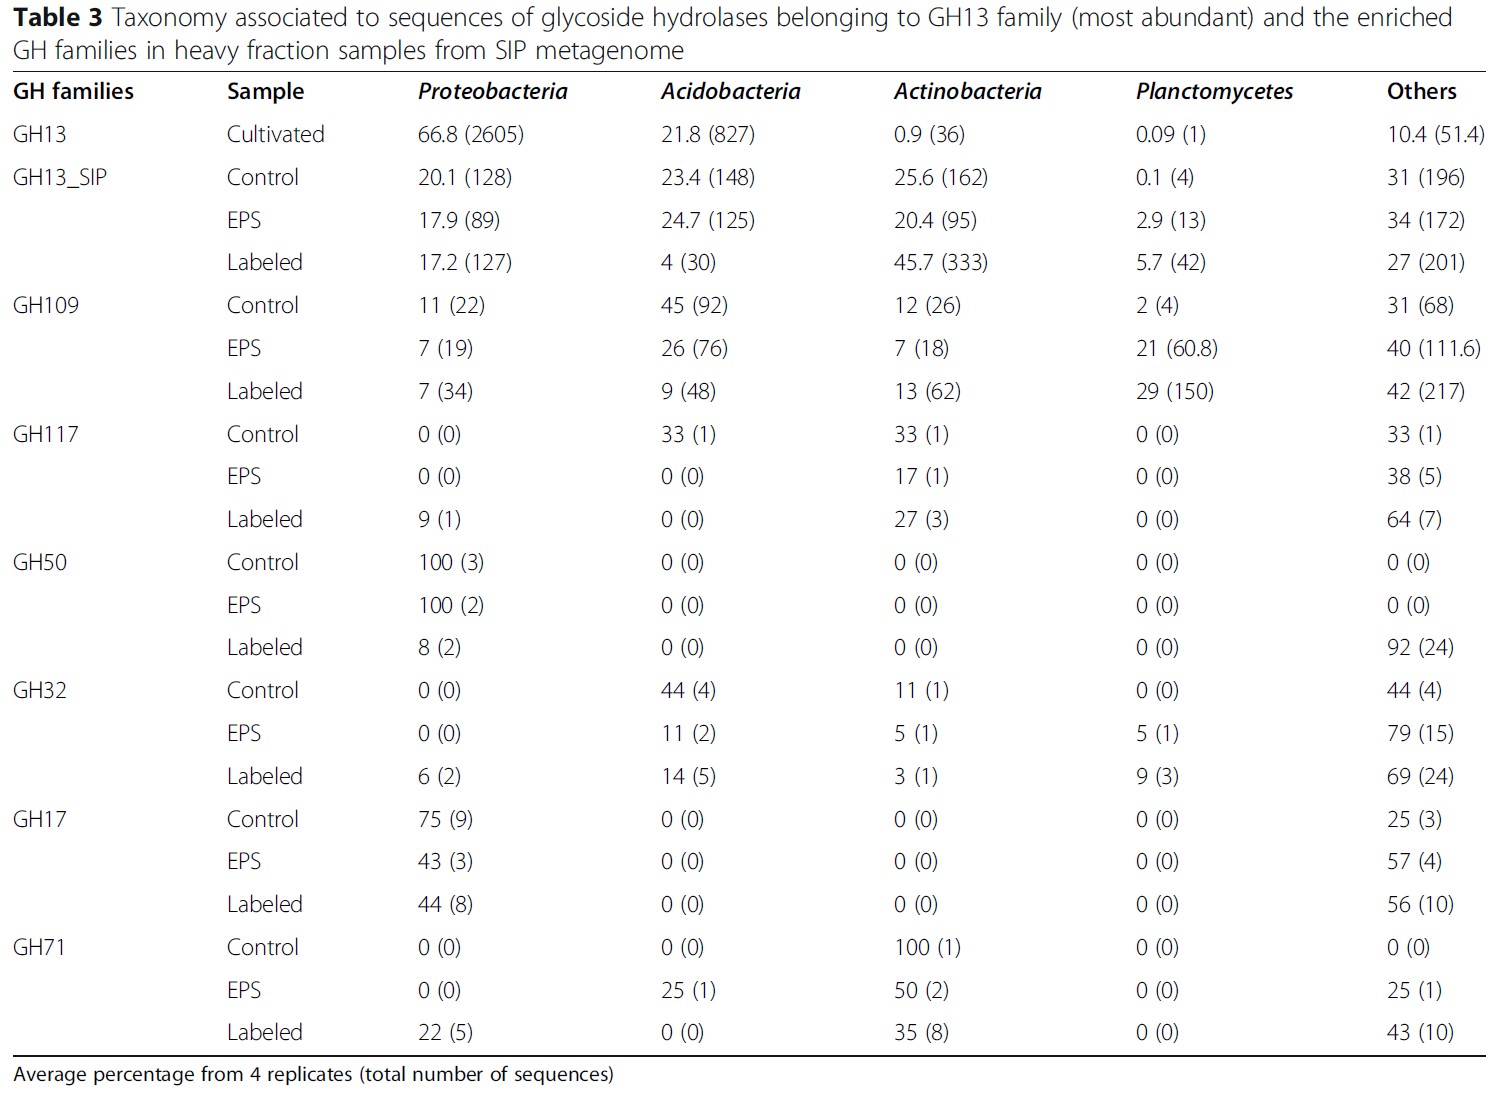 Table 3 Taxonomy associated to sequences of glycoside hydrolases belonging to GH13 family (most abundant) and the enriched
GH families in heavy fraction samples from SIP metagenome
GH families Sample Proteobacteria Acidobacteria Actinobacteria Planctomycetes Others
GH13 Cultivated 66.8 (2605) 21.8 (827) 0.9 (36) 0.09 (1) 10.4 (51.4)
GH13_SIP Control 20.1 (128) 23.4 (148) 25.6 (162) 0.1 (4) 31 (196)
EPS 17.9 (89) 24.7 (125) 20.4 (95) 2.9 (13) 34 (172)
Labeled 17.2 (127) 4 (30) 45.7 (333) 5.7 (42) 27 (201)
GH109 Control 11 (22) 45 (92) 12 (26) 2 (4) 31 (68)
EPS 7 (19) 26 (76) 7 (18) 21 (60.8) 40 (111.6)
Labeled 7 (34) 9 (48) 13 (62) 29 (150) 42 (217)
GH117 Control 0 (0) 33 (1) 33 (1) 0 (0) 33 (1)
EPS 0 (0) 0 (0) 17 (1) 0 (0) 38 (5)
Labeled 9 (1) 0 (0) 27 (3) 0 (0) 64 (7)
GH50 Control 100 (3) 0 (0) 0 (0) 0 (0) 0 (0)
EPS 100 (2) 0 (0) 0 (0) 0 (0) 0 (0)
Labeled 8 (2) 0 (0) 0 (0) 0 (0) 92 (24)
GH32 Control 0 (0) 44 (4) 11 (1) 0 (0) 44 (4)
EPS 0 (0) 11 (2) 5 (1) 5 (1) 79 (15)
Labeled 6 (2) 14 (5) 3 (1) 9 (3) 69 (24)
GH17 Control 75 (9) 0 (0) 0 (0) 0 (0) 25 (3)
EPS 43 (3) 0 (0) 0 (0) 0 (0) 57 (4)
Labeled 44 (8) 0 (0) 0 (0) 0 (0) 56 (10)
GH71 Control 0 (0) 0 (0) 100 (1) 0 (0) 0 (0)
EPS 0 (0) 25 (1) 50 (2) 0 (0) 25 (1)
Labeled 22 (5) 0 (0) 35 (8) 0 (0) 43 (10)
Average percentage from 4 replicates (total number of sequences)